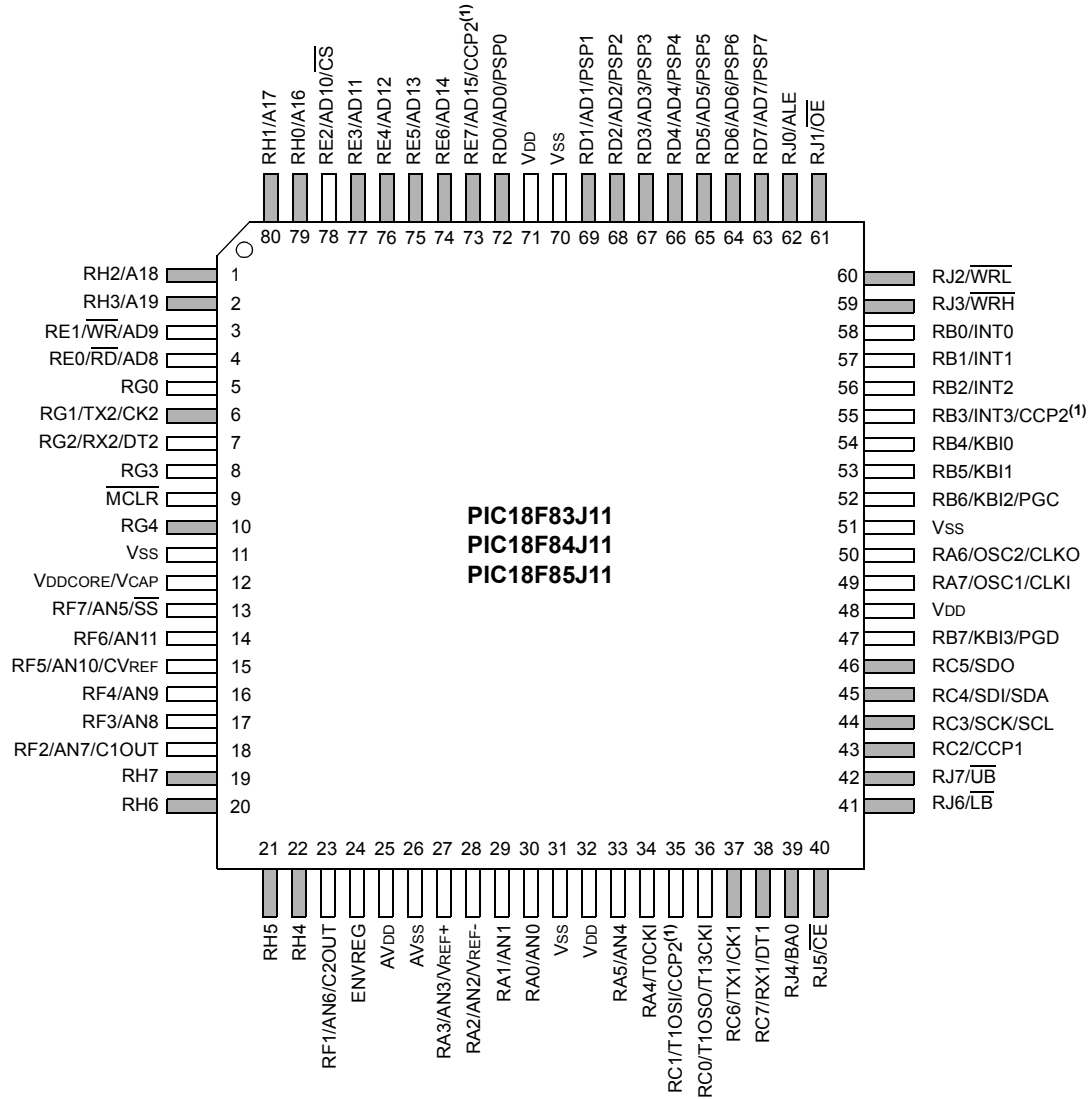 RH1/A17
RH0/A16
RE2/AD10/C̅S̅
RE3/AD11
RE4/AD12
RE5/AD13
RE6/AD14
RE7/AD15/CCP2(1)
RD0/AD0/PSP0
VDD
VSS
RD1/AD1/PSP1
RD2/AD2/PSP2
RD3/AD3/PSP3
RD4/AD4/PSP4
RD5/AD5/PSP5
RD6/AD6/PSP6
RD7/AD7/PSP7
RJ0/ALE
RJ1/O̅E̅
80 79 78 77 76 75 74 73 72 71 70 69 68 67 66 65 64 63 62 61
RH2/A18 1
RH3/A19 2
RE1/W̅R̅/AD9 3
RE0/R̅D̅/AD8 4
RG0 5
RG1/TX2/CK2 6
RG2/RX2/DT2 7
RG3 8
M̅C̅L̅R̅ 9
RG4 10
VSS 11
VDDCORE/VCAP 12
RF7/AN5/S̅S̅ 13
RF6/AN11 14
RF5/AN10/CVREF 15
RF4/AN9 16
RF3/AN8 17
RF2/AN7/C1OUT 18
RH7 19
RH6 20
PIC18F83J11
PIC18F84J11
PIC18F85J11
60 RJ2/W̅R̅L̅
59 RJ3/W̅R̅H̅
58 RB0/INT0
57 RB1/INT1
56 RB2/INT2
55 RB3/INT3/CCP2(1)
54 RB4/KBI0
53 RB5/KBI1
52 RB6/KBI2/PGC
51 VSS
50 RA6/OSC2/CLKO
49 RA7/OSC1/CLKI
48 VDD
47 RB7/KBI3/PGD
46 RC5/SDO
45 RC4/SDI/SDA
44 RC3/SCK/SCL
43 RC2/CCP1
42 RJ7/U̅B̅
41 RJ6/L̅B̅
21 22 23 24 25 26 27 28 29 30 31 32 33 34 35 36 37 38 39 40
RH5
RH4
RF1/AN6/C2OUT
ENVREG
AVDD
AVSS
RA3/AN3/VREF+
RA2/AN2/VREF-
RA1/AN1
RA0/AN0
VSS
VDD
RA5/AN4
RA4/T0CKI
RC1/T1OSI/CCP2(1)
RC0/T1OSO/T13CKI
RC6/TX1/CK1
RC7/RX1/DT1
RJ4/BA0
RJ5/C̅E̅